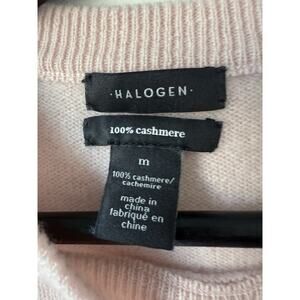 ·HALOGEN·
100% cashmere
m
100% cashmere/
cachemire
made in
china
fabriqué en
chine